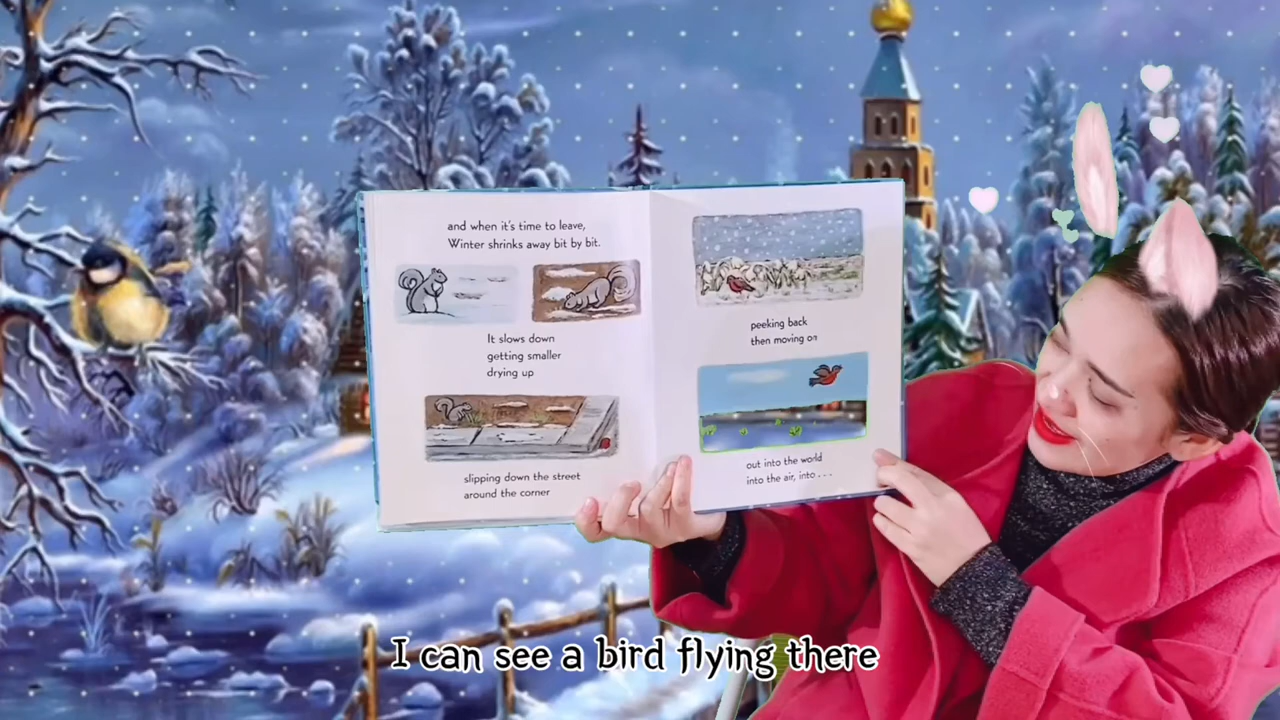 and when it's time to leave,
Winter shrinks away bit by bit.
It slows down
getting smaller
drying up
slipping down the street
around the corner
peeking back
then moving on
out into the world
into the air, into . . .
I can see a bird flying there